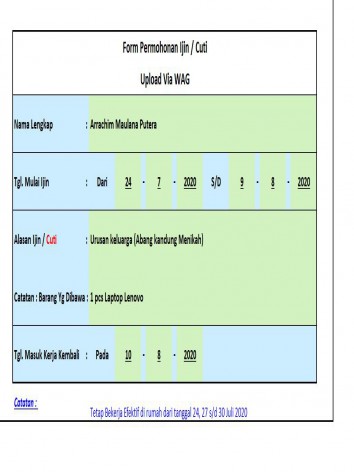 Form Permohonan Ijin / Cuti
Upload Via WAG
Nama Lengkap : Arrachim Maulana Putera
Tgl. Mulai Ijin : Dari 24 - 7 - 2020 S/D 9 - 8 - 2020
Alasan Ijin / Cuti : Urusan keluarga (Abang kandung Menikah)
Catatan : Barang Yg Dibawa : 1 pcs Laptop Lenovo
Tgl. Masuk Kerja Kembali : Pada 10 - 8 - 2020
Catatan :
Tetap Bekerja Efektif di rumah dari tanggal 24, 27 s/d 30 Juli 2020